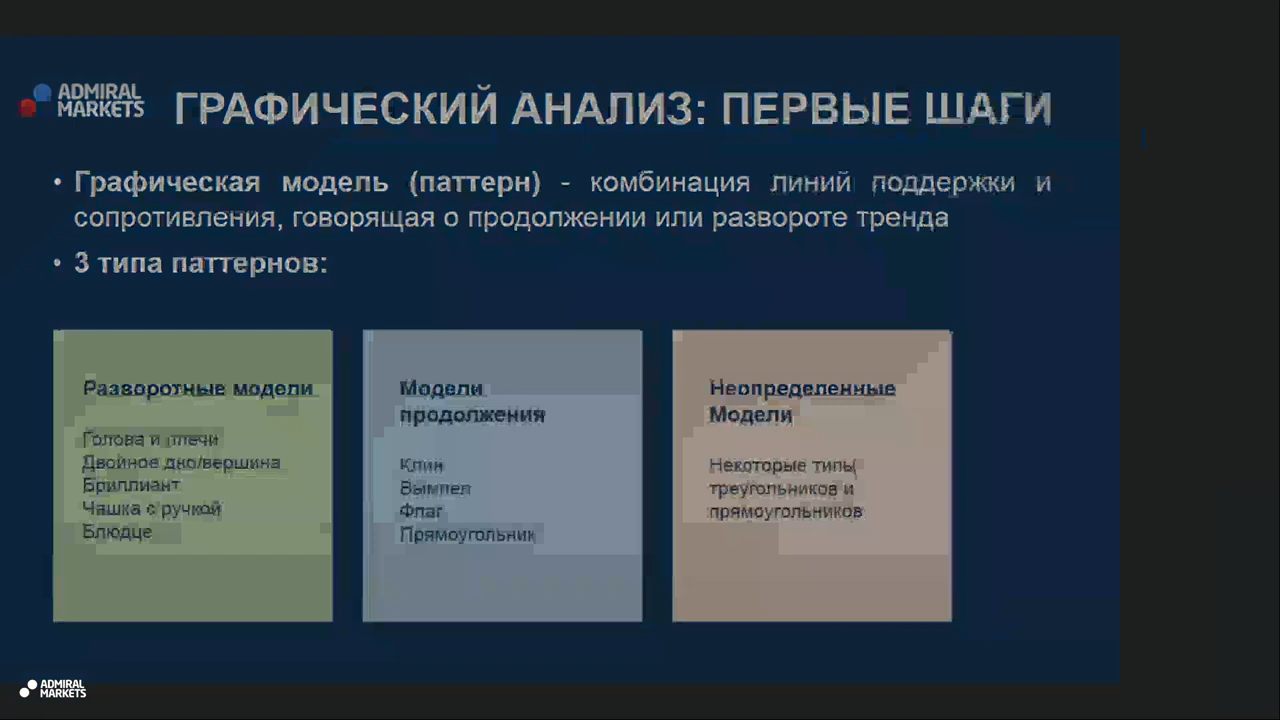 ADMIRAL
MARKETS
ГРАФИЧЕСКИЙ АНАЛИЗ: ПЕРВЫЕ ШАГИ
• Графическая модель (паттерн) - комбинация линий поддержки и
сопротивления, говорящая о продолжении или развороте тренда
• 3 типа паттернов:
Разворотные модели
Голова и плечи
Двойное дно/вершина
Бриллиант
Чашка с ручкой
Блюдце
Модели
продолжения
Клин
Вымпел
Флаг
Прямоугольник
Неопределенные
Модели
Некоторые типы
треугольников и
прямоугольников
ADMIRAL
MARKETS